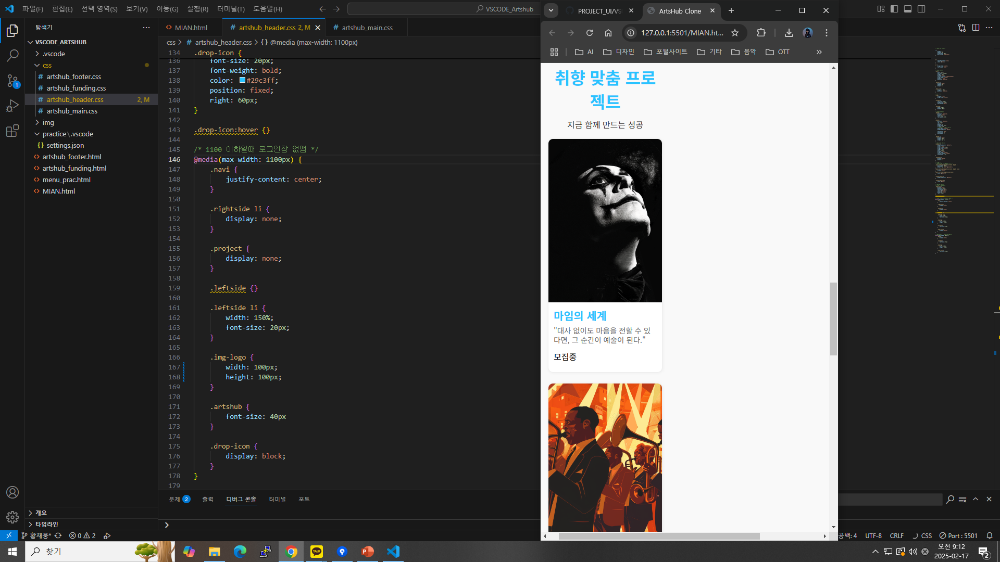 파일(F) 편집(E) 선택 영역(S) 보기(V) 이동(G) 실행(R) 터미널(T) 도움말(H)
VSCODE_Artshub
탐색기
VSCODE_ARTSHUB
.vscode
css
artshub_footer.css
artshub_funding.css
artshub_header.css 2, M
artshub_main.css
img
practice\.vscode
settings.json
artshub_footer.html
artshub_funding.html
menu_prac.html
MIAN.html
개요
타임라인
MIAN.html
artshub_header.css 2, M
artshub_main.css
css > artshub_header.css > {} @media (max-width: 1100px)
134 .drop-icon {
136 font-size: 20px;
137 font-weight: bold;
138 color: #29c3ff;
139 position: fixed;
140 right: 60px;
141 }
142
143 .drop-icon:hover {}
144
145 /* 1100 이하일때 로그인창 없앰 */
146 @media(max-width: 1100px) {
147 .navi {
148 justify-content: center;
149 }
150
151 .rightside li {
152 display: none;
153 }
154
155 .project {
156 display: none;
157 }
158
159 .leftside {}
160
161 .leftside li {
162 width: 150%;
163 font-size: 20px;
164 }
165
166 .img-logo {
167 width: 100px;
168 height: 100px;
169 }
170
171 .artshub {
172 font-size: 40px
173 }
174
175 .drop-icon {
176 display: block;
177 }
178 }
179
문제 2 출력 디버그 콘솔 터미널 포트
PROJECT_UI/VS
ArtsHub Clone
127.0.0.1:5501/MIAN.ht...
AI 디자인 포털사이트 기타 음악 OTT
취향 맞춤 프로
젝트
지금 함께 만드는 성공
마임의 세계
"대사 없이도 마음을 전할 수 있
다면, 그 순간이 예술이 된다."
모집중
1
황재웅* 0 2
공백: 4 UTF-8 CRLF CSS Port : 5501
찾기
TALK
오전 9:12
2025-02-17
2